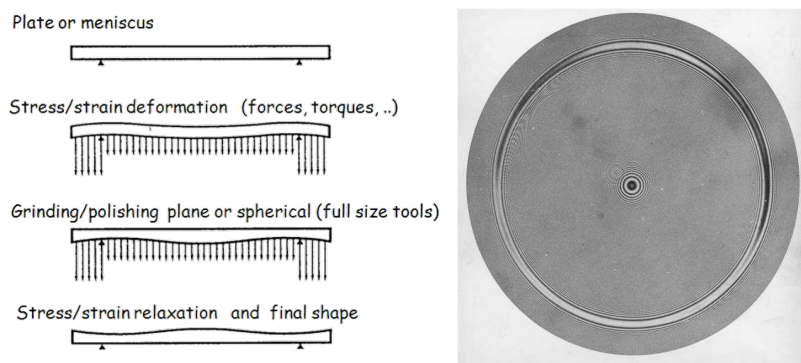 Plate or meniscus
Stress/strain deformation (forces, torques, ..)
Grinding/polishing plane or spherical (full size tools)
Stress/strain relaxation and final shape